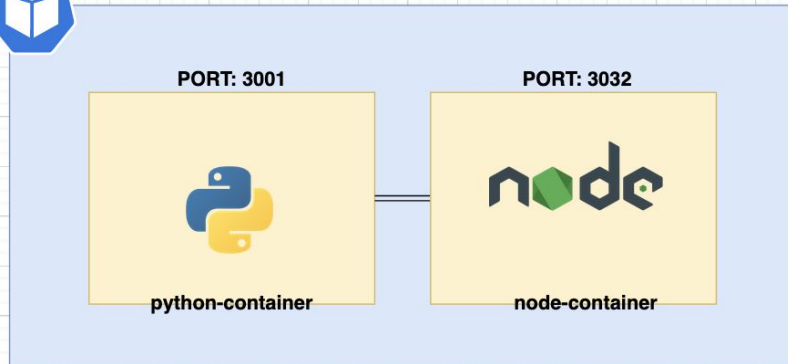 PORT: 3001
PORT: 3032
node
python-container
node-container